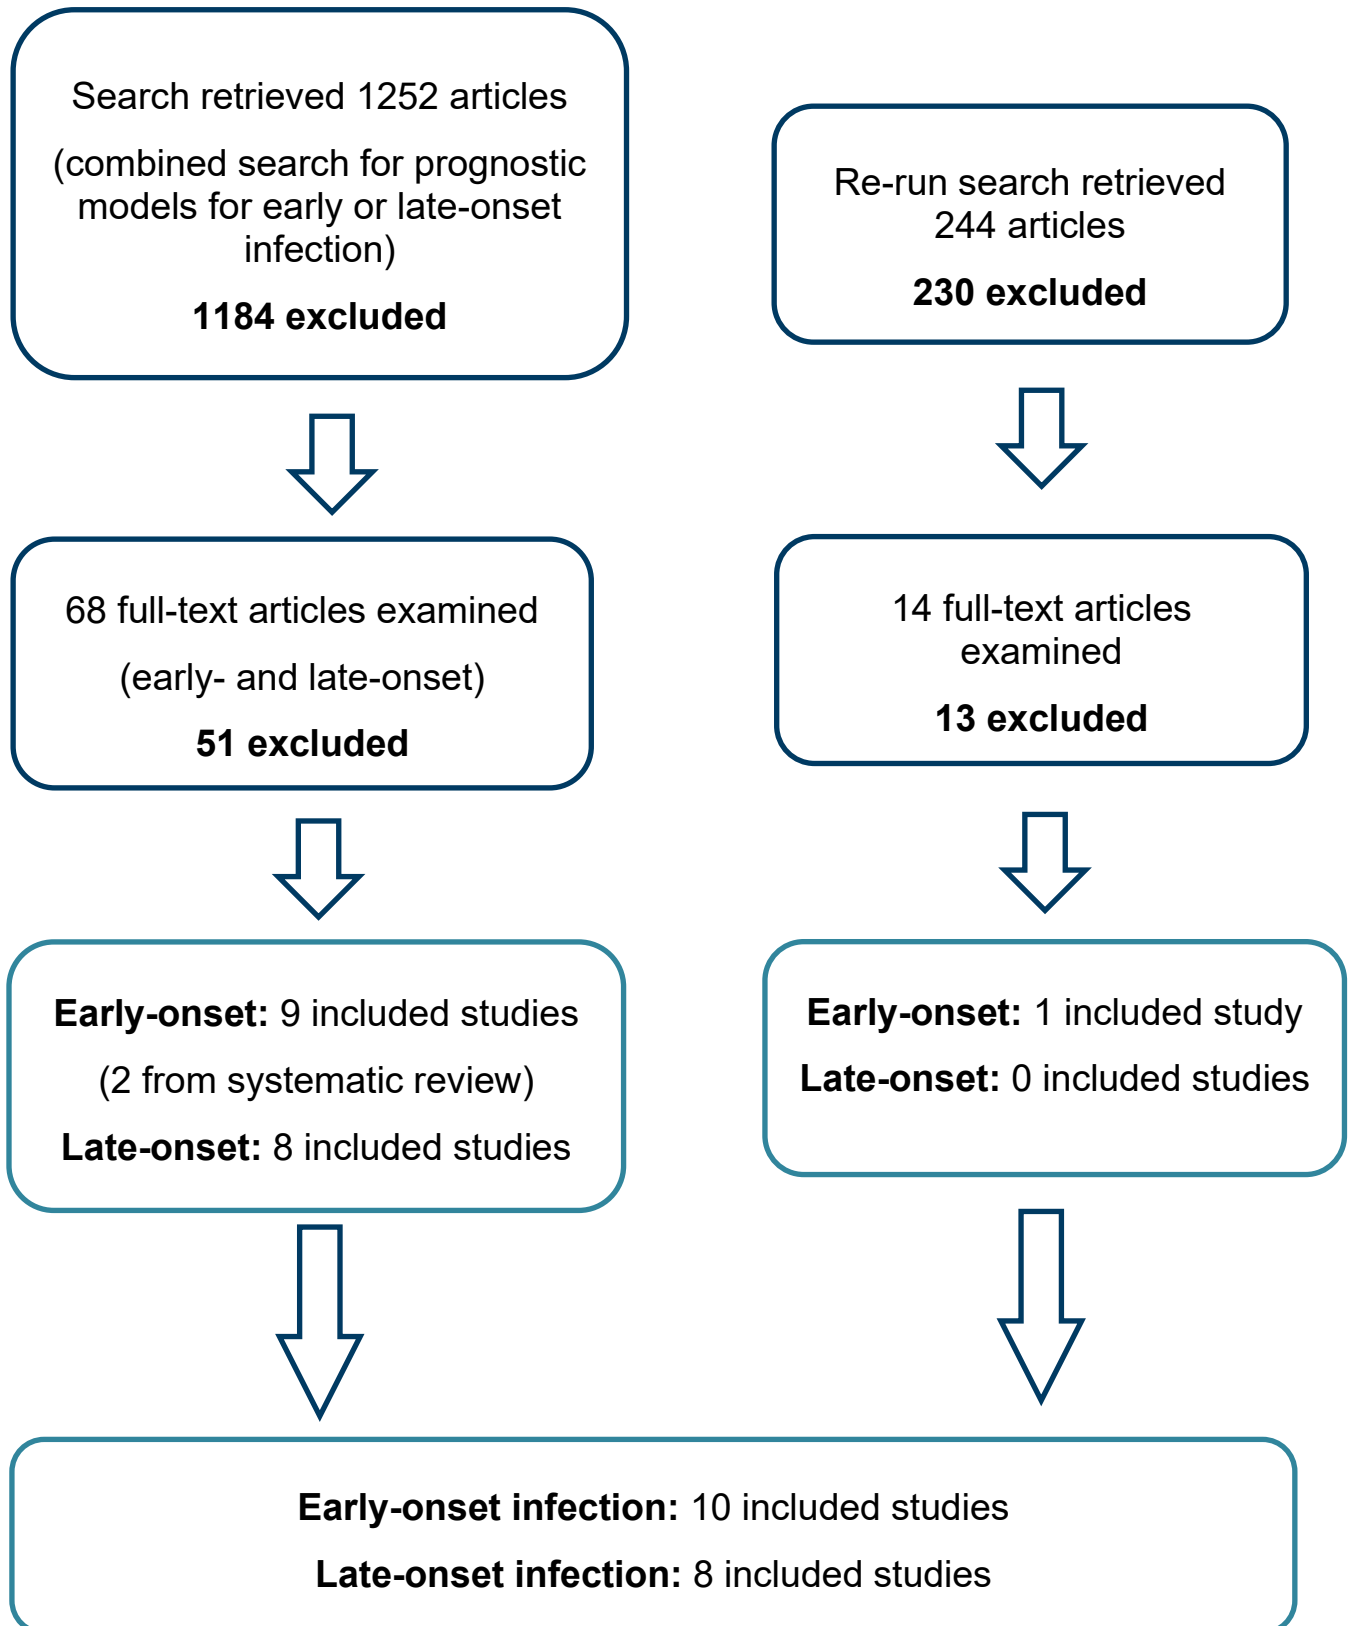 Search retrieved 1252 articles
(combined search for prognostic
models for early or late-onset
infection)
1184 excluded
Re-run search retrieved
244 articles
230 excluded
68 full-text articles examined
(early- and late-onset)
51 excluded
14 full-text articles
examined
13 excluded
Early-onset: 9 included studies
(2 from systematic review)
Late-onset: 8 included studies
Early-onset: 1 included study
Late-onset: 0 included studies
Early-onset infection: 10 included studies
Late-onset infection: 8 included studies